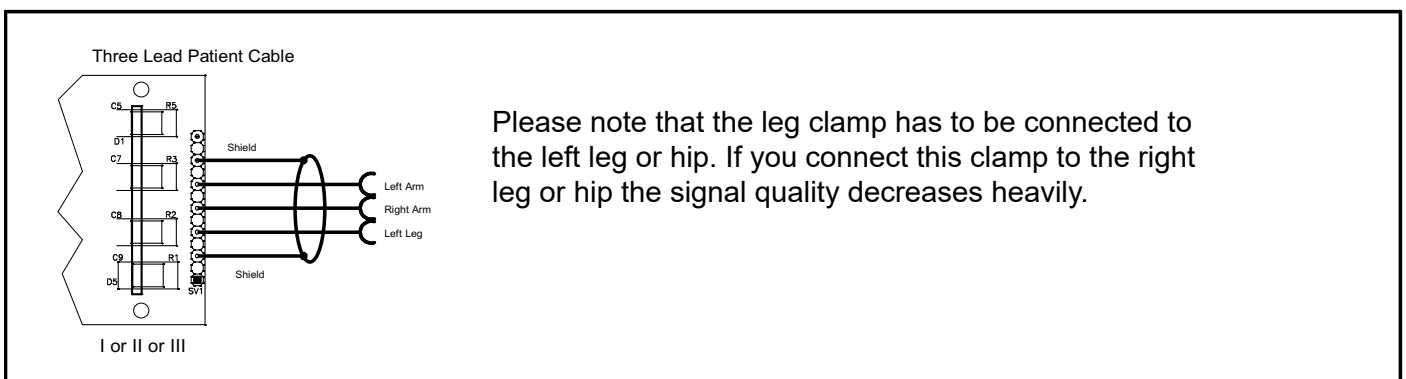 Three Lead Patient Cable
C5 R5
D1
C7 R3
C8 R2
C9 R1
D5
SV1
Shield
Left Arm
Right Arm
Left Leg
Shield
I or II or III
Please note that the leg clamp has to be connected to
the left leg or hip. If you connect this clamp to the right
leg or hip the signal quality decreases heavily.